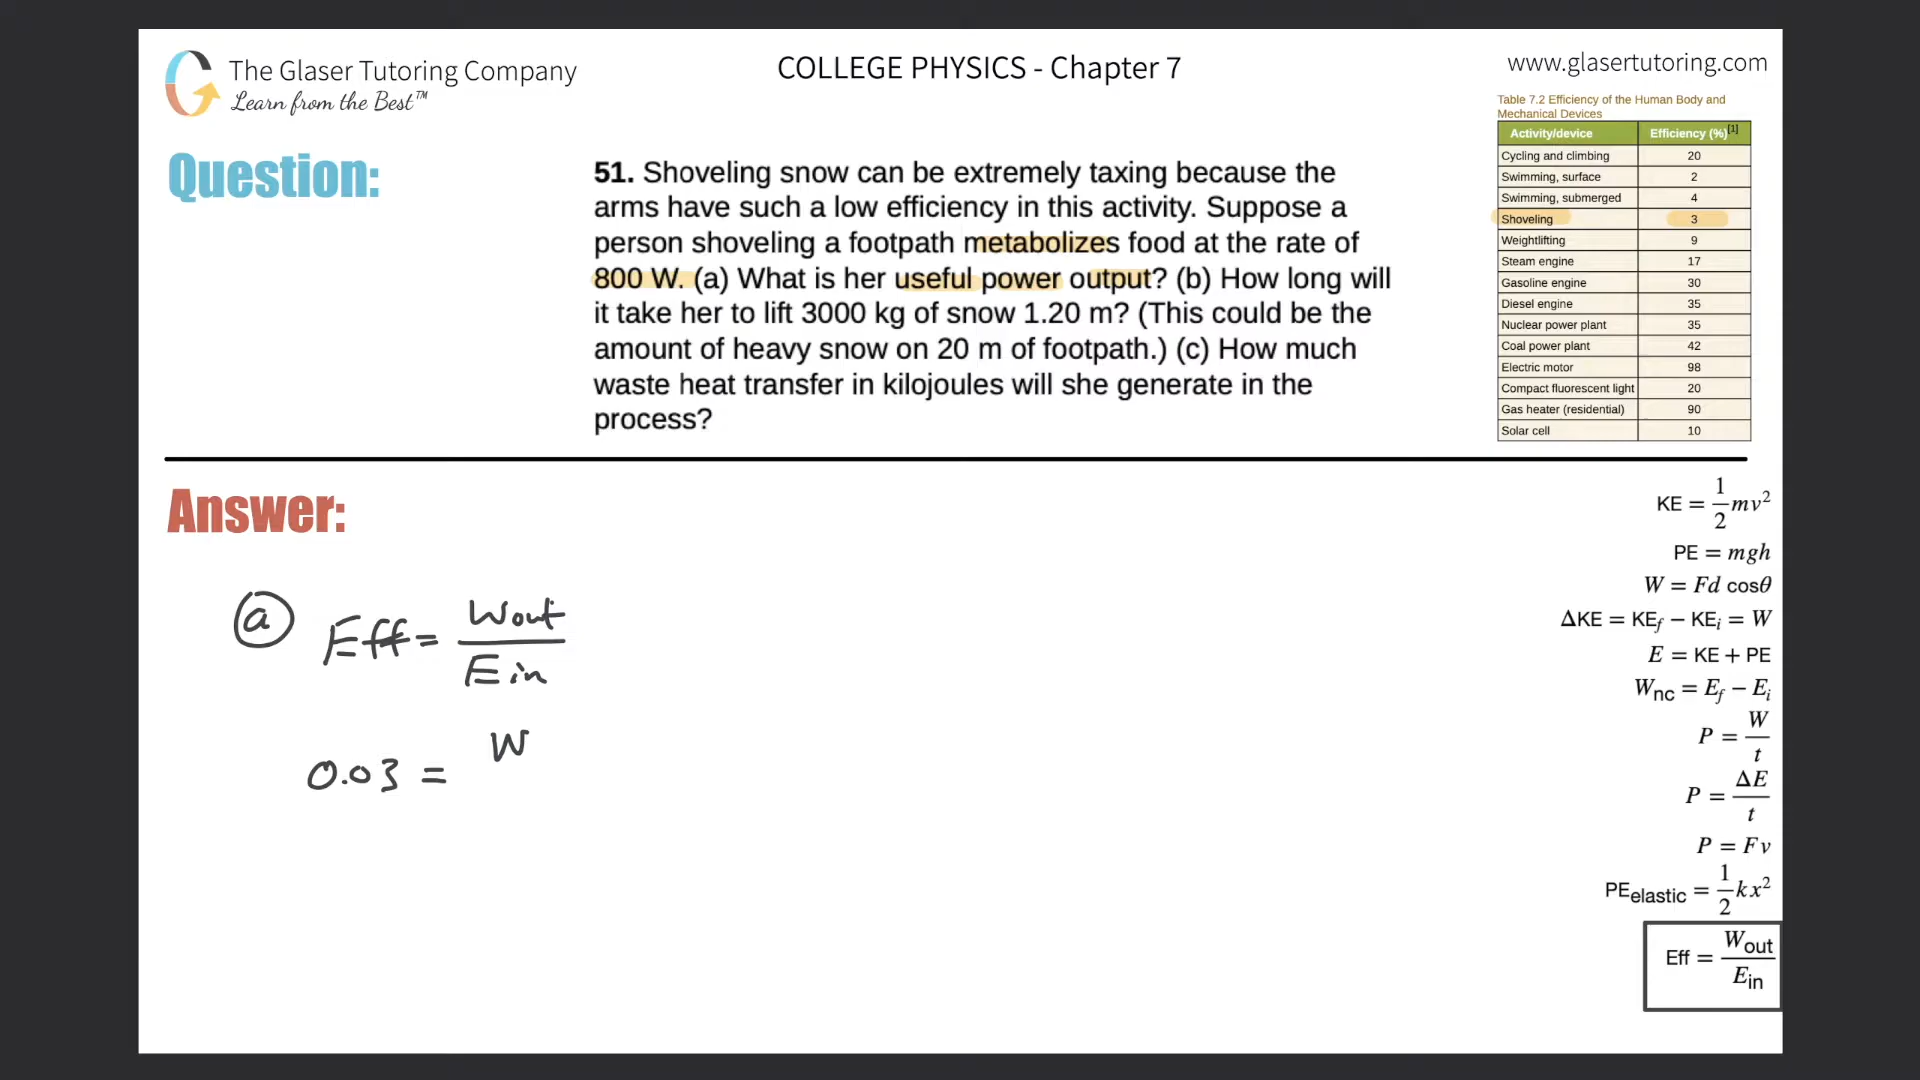 The Glaser Tutoring Company
Learn from the Best™
COLLEGE PHYSICS - Chapter 7
www.glasertutoring.com
Question:
51. Shoveling snow can be extremely taxing because the
arms have such a low efficiency in this activity. Suppose a
person shoveling a footpath metabolizes food at the rate of
800 W. (a) What is her useful power output? (b) How long will
it take her to lift 3000 kg of snow 1.20 m? (This could be the
amount of heavy snow on 20 m of footpath.) (c) How much
waste heat transfer in kilojoules will she generate in the
process?
Table 7.2 Efficiency of the Human Body and
Mechanical Devices
Activity/device Efficiency (%)[1]
Cycling and climbing 20
Swimming, surface 2
Swimming, submerged 4
Shoveling 3
Weightlifting 9
Steam engine 17
Gasoline engine 30
Diesel engine 35
Nuclear power plant 35
Coal power plant 42
Electric motor 98
Compact fluorescent light 20
Gas heater (residential) 90
Solar cell 10
Answer:
(a) Eff = Wout / Ein
0.03 = W
KE = 1/2 mv²
PE = mgh
W = Fd cosθ
ΔKE = KEf − KEi = W
E = KE + PE
Wnc = Ef − Ei
P = W/t
P = ΔE/t
P = Fv
PEelastic = 1/2 kx²
Eff = Wout / Ein